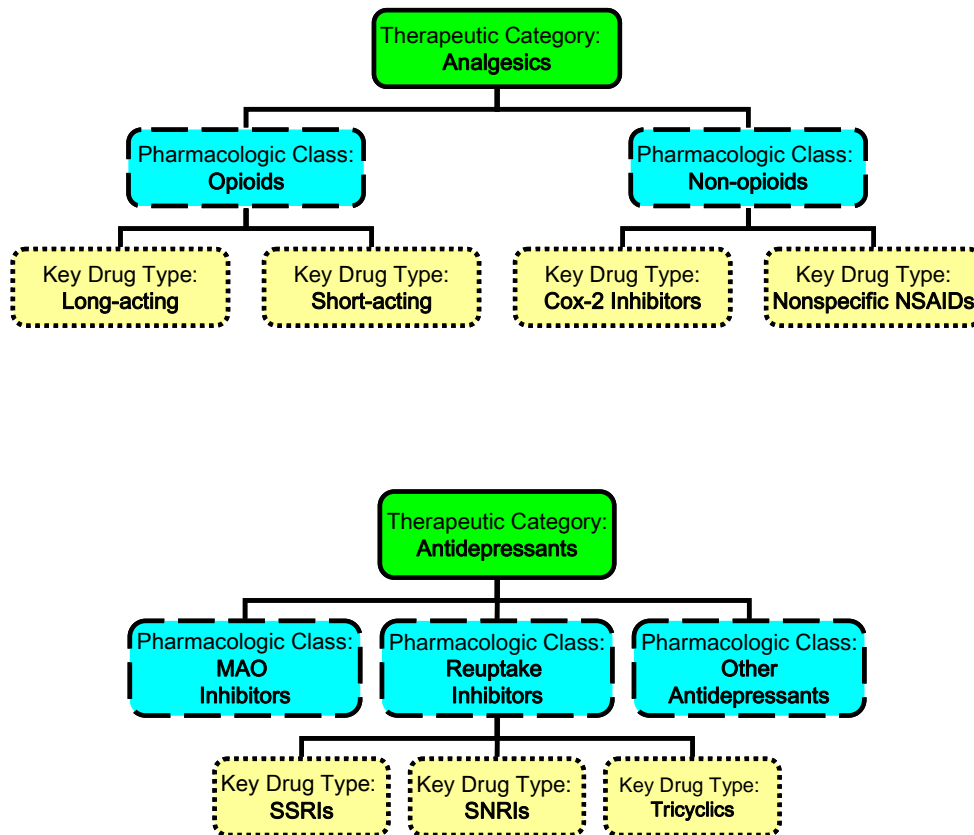 Therapeutic Category:
Analgesics
Pharmacologic Class:
Opioids
Pharmacologic Class:
Non-opioids
Key Drug Type:
Long-acting
Key Drug Type:
Short-acting
Key Drug Type:
Cox-2 Inhibitors
Key Drug Type:
Nonspecific NSAIDs
Therapeutic Category:
Antidepressants
Pharmacologic Class:
MAO
Inhibitors
Pharmacologic Class:
Reuptake
Inhibitors
Pharmacologic Class:
Other
Antidepressants
Key Drug Type:
SSRIs
Key Drug Type:
SNRIs
Key Drug Type:
Tricyclics